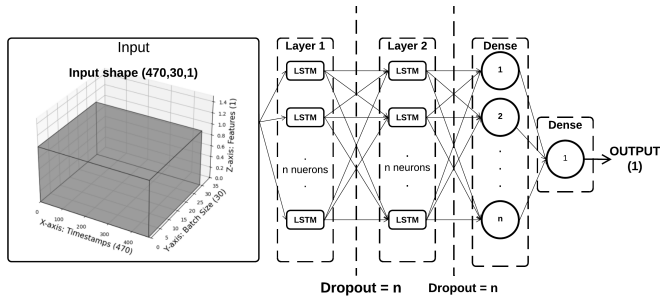 Input
Input shape (470,30,1)
1.4
1.2
1.0
0.8
0.6
0.4
0.2
0.0
Z-axis: Features (1)
0
100
200
300
400
X-axis: Timestamps (470)
0
5
10
15
20
25
30
35
Y-axis: Batch Size (30)
Layer 1
LSTM
LSTM
.
n nuerons
.
LSTM
Layer 2
LSTM
LSTM
.
n neurons
.
LSTM
Dense
1
2
.
.
.
n
Dense
1
OUTPUT
(1)
Dropout = n
Dropout = n